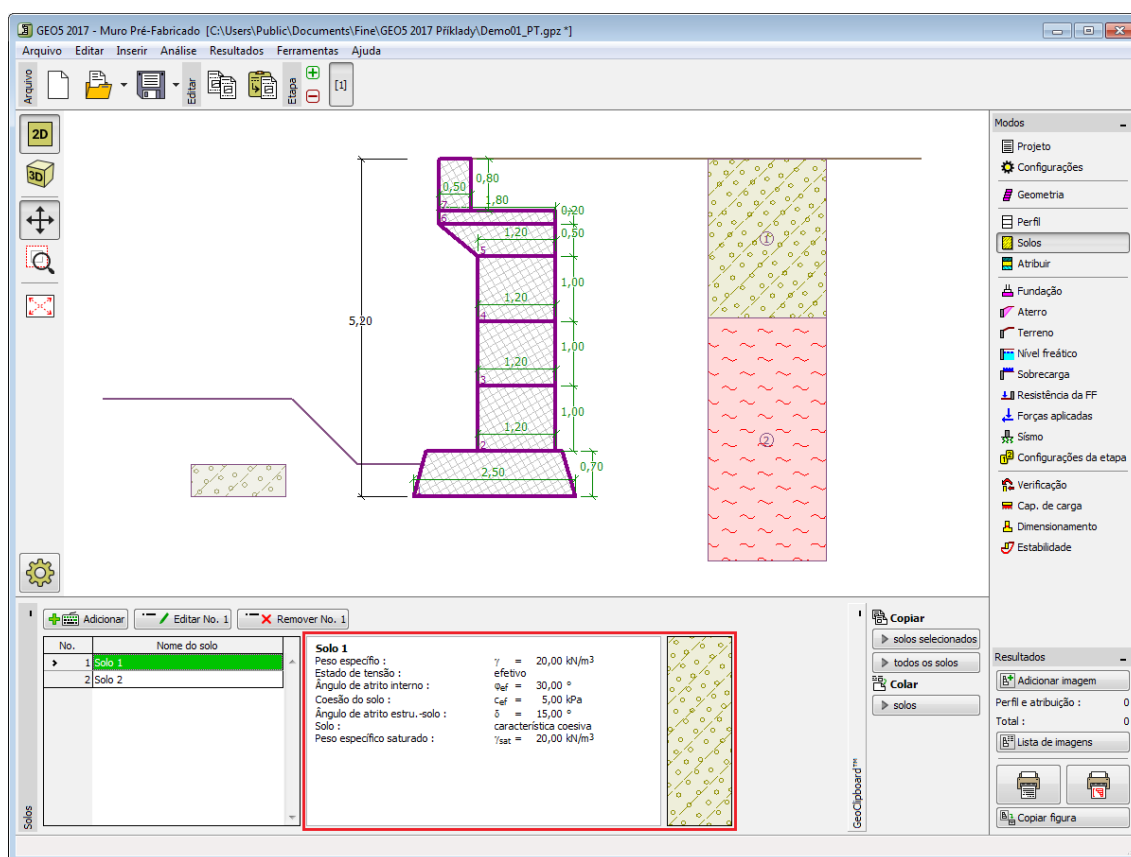 GEO5 2017 - Muro Pré-Fabricado [C:\Users\Public\Documents\Fine\GEO5 2017 Příklady\Demo01_PT.gpz *]
Arquivo Editar Inserir Análise Resultados Ferramentas Ajuda
Arquivo
Editar
Etapa
[1]
2D
3D
5,20
0,50
0,80
1,80
7
0,20
6
1,20
0,50
5
1,00
1,20
4
1,00
1,20
3
1,00
1,20
2
2,50
0,70
1
2
Modos
Projeto
Configurações
Geometria
Perfil
Solos
Atribuir
Fundação
Aterro
Terreno
Nível freático
Sobrecarga
Resistência da FF
Forças aplicadas
Sísmo
Configurações da etapa
Verificação
Cap. de carga
Dimensionamento
Estabilidade
Solos
Adicionar
Editar No. 1
Remover No. 1
No. Nome do solo
1 Solo 1
2 Solo 2
Solo 1
Peso específio : γ = 20,00 kN/m3
Estado de tensão : efetivo
Ângulo de atrito interno : φef = 30,00 °
Coesão do solo : cef = 5,00 kPa
Ângulo de atrito estru.-solo : δ = 15,00 °
Solo : característica coesiva
Peso específico saturado : γsat = 20,00 kN/m3
GeoClipboard™
Copiar
solos selecionados
todos os solos
Colar
solos
Resultados
Adicionar imagem
Perfil e atribuição : 0
Total : 0
Lista de imagens
Copiar figura